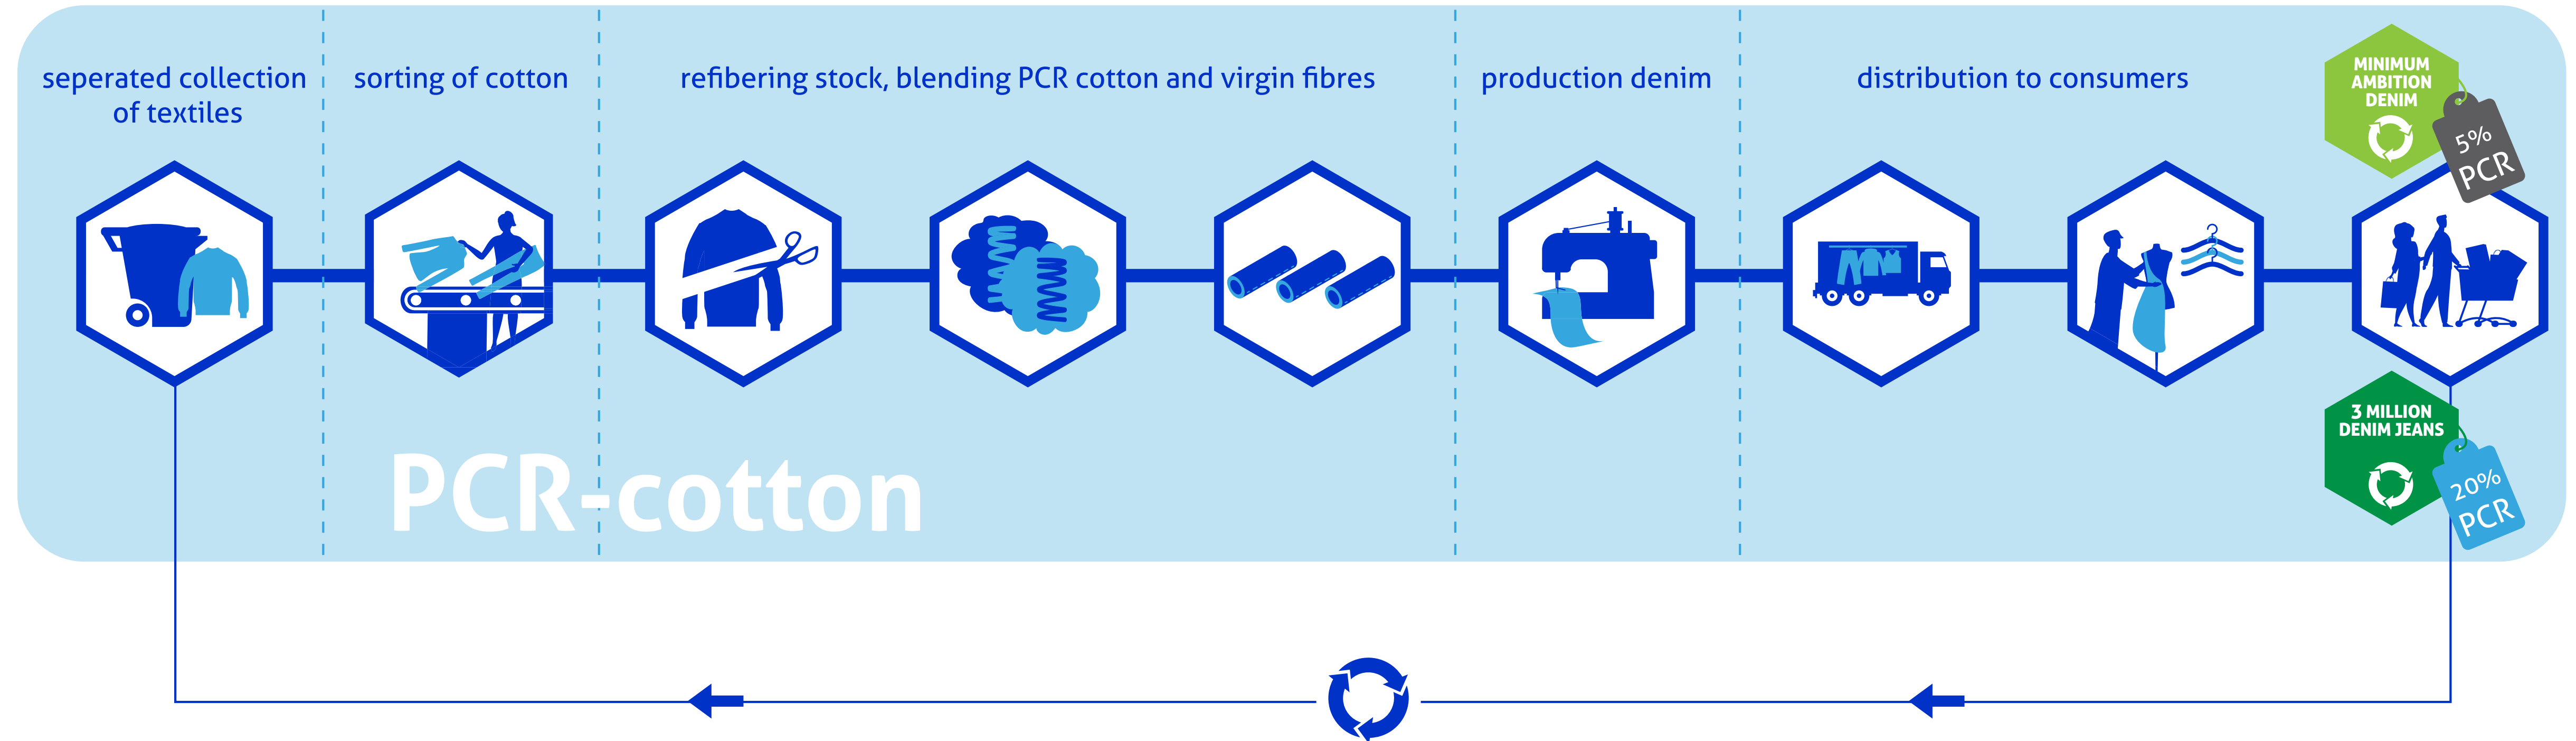 seperated collection
of textiles
sorting of cotton
refibering stock, blending PCR cotton and virgin fibres
production denim
distribution to consumers
MINIMUM
AMBITION
DENIM
5%
PCR
3 MILLION
DENIM JEANS
20%
PCR
PCR-cotton